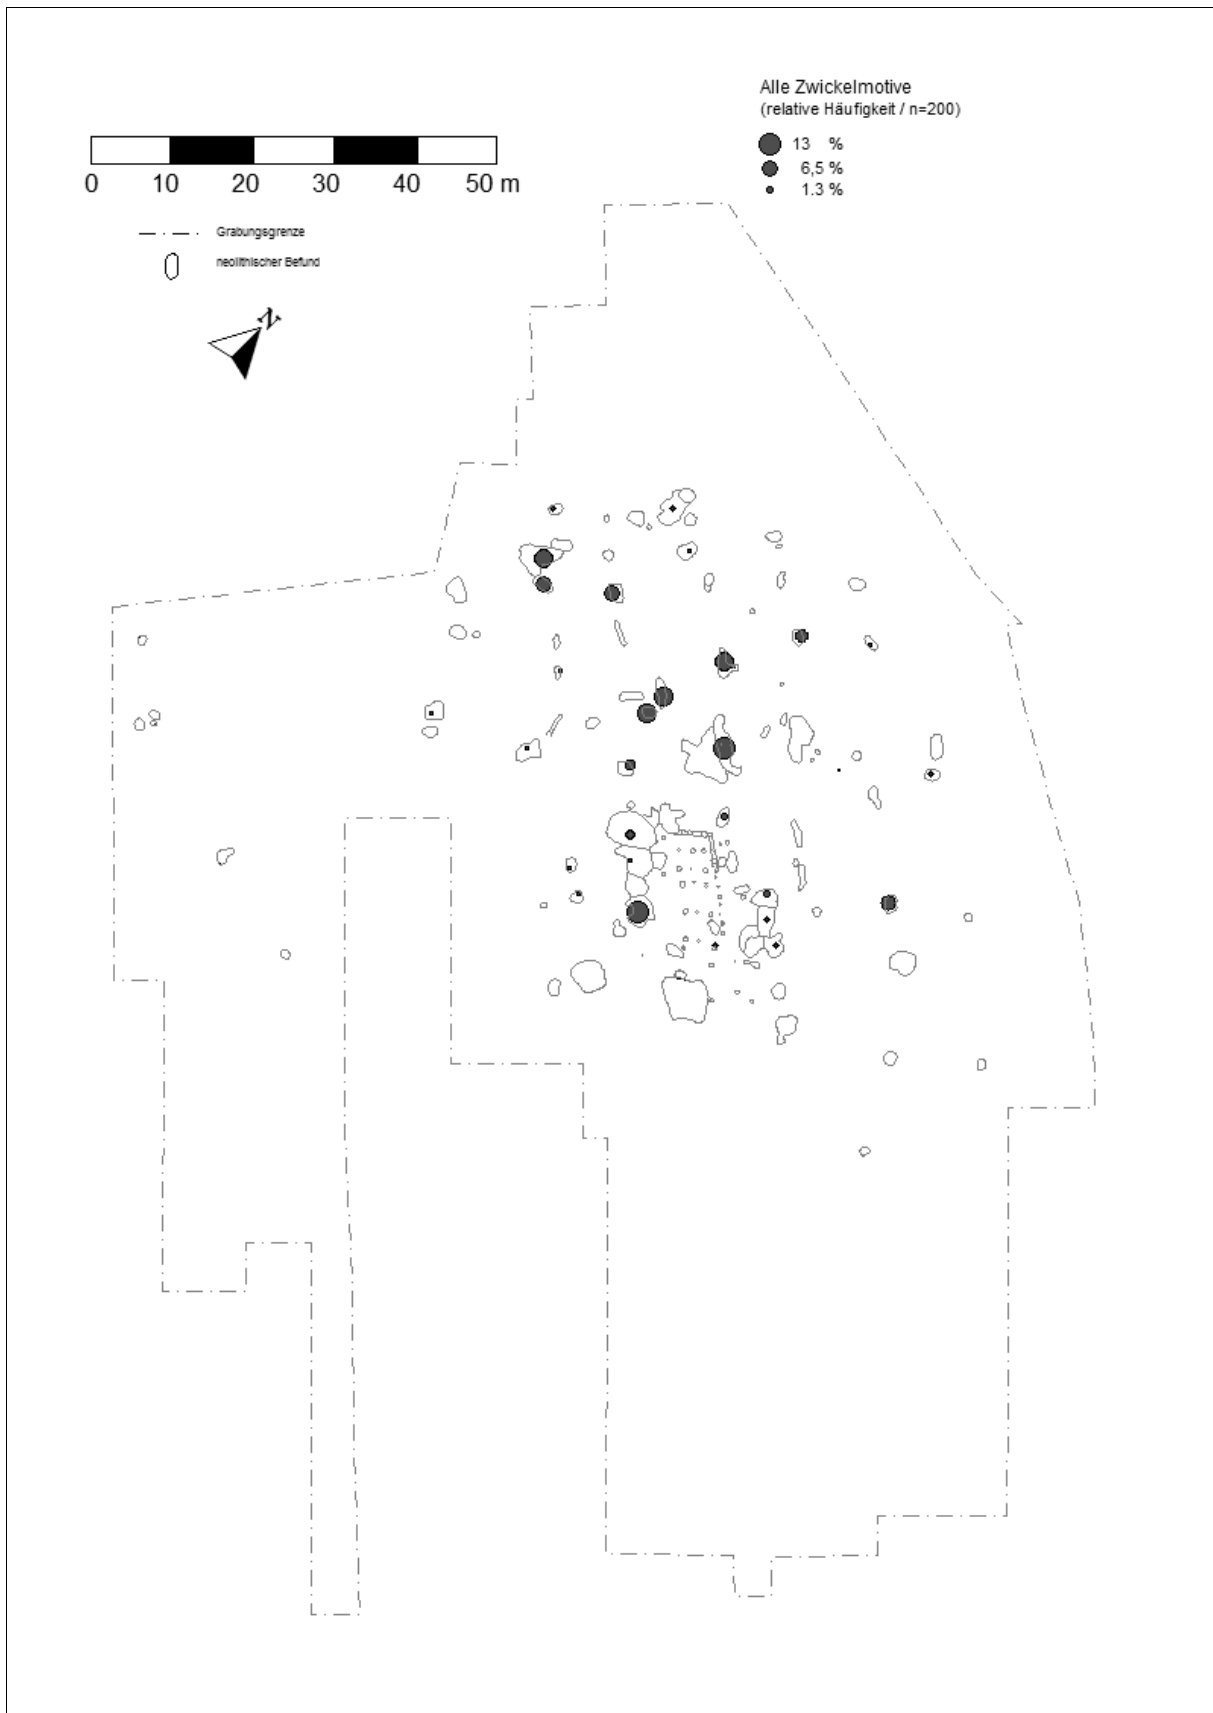 Alle Zwickelmotive
(relative Häufigkeit / n=200)
13 %
6,5 %
1.3 %
0 10 20 30 40 50 m
Grabungsgrenze
neolithischer Befund
N